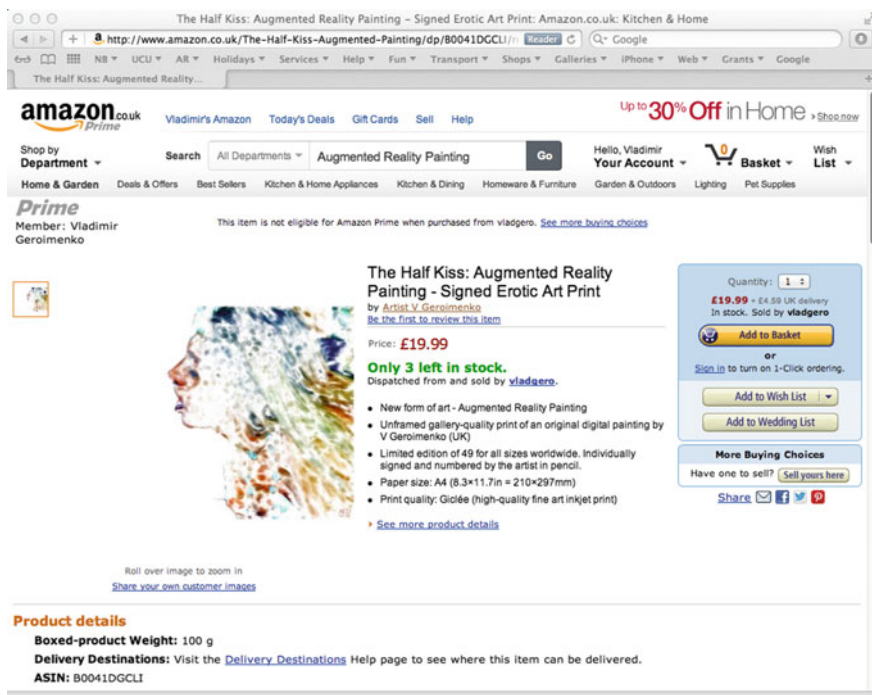 The Half Kiss: Augmented Reality Painting – Signed Erotic Art Print: Amazon.co.uk: Kitchen & Home
http://www.amazon.co.uk/The-Half-Kiss-Augmented-Painting/dp/B0041DGCLI/ Reader Google
NB UCU AR Holidays Services Help Fun Transport Shops Galleries iPhone Web Grants Google
The Half Kiss: Augmented Reality...
amazon.co.uk
Prime
Vladimir's Amazon Today's Deals Gift Cards Sell Help
Up to 30% Off in Home Shop now
Shop by
Department
Search All Departments Augmented Reality Painting Go
Hello, Vladimir
Your Account
0
Basket
Wish
List
Home & Garden Deals & Offers Best Sellers Kitchen & Home Appliances Kitchen & Dining Homeware & Furniture Garden & Outdoors Lighting Pet Supplies
Prime
Member: Vladimir
Geroimenko
This item is not eligible for Amazon Prime when purchased from vladgero. See more buying choices
The Half Kiss: Augmented Reality
Painting - Signed Erotic Art Print
by Artist V Geroimenko
Be the first to review this item
Price: £19.99
Only 3 left in stock.
Dispatched from and sold by vladgero.
• New form of art - Augmented Reality Painting
• Unframed gallery-quality print of an original digital painting by
V Geroimenko (UK)
• Limited edition of 49 for all sizes worldwide. Individually
signed and numbered by the artist in pencil.
• Paper size: A4 (8.3×11.7in = 210×297mm)
• Print quality: Giclée (high-quality fine art inkjet print)
See more product details
Quantity: 1
£19.99 + £4.59 UK delivery
In stock. Sold by vladgero
Add to Basket
or
Sign in to turn on 1-Click ordering.
Add to Wish List
Add to Wedding List
More Buying Choices
Have one to sell? Sell yours here
Share
Roll over image to zoom in
Share your own customer images
Product details
Boxed-product Weight: 100 g
Delivery Destinations: Visit the Delivery Destinations Help page to see where this item can be delivered.
ASIN: B0041DGCLI